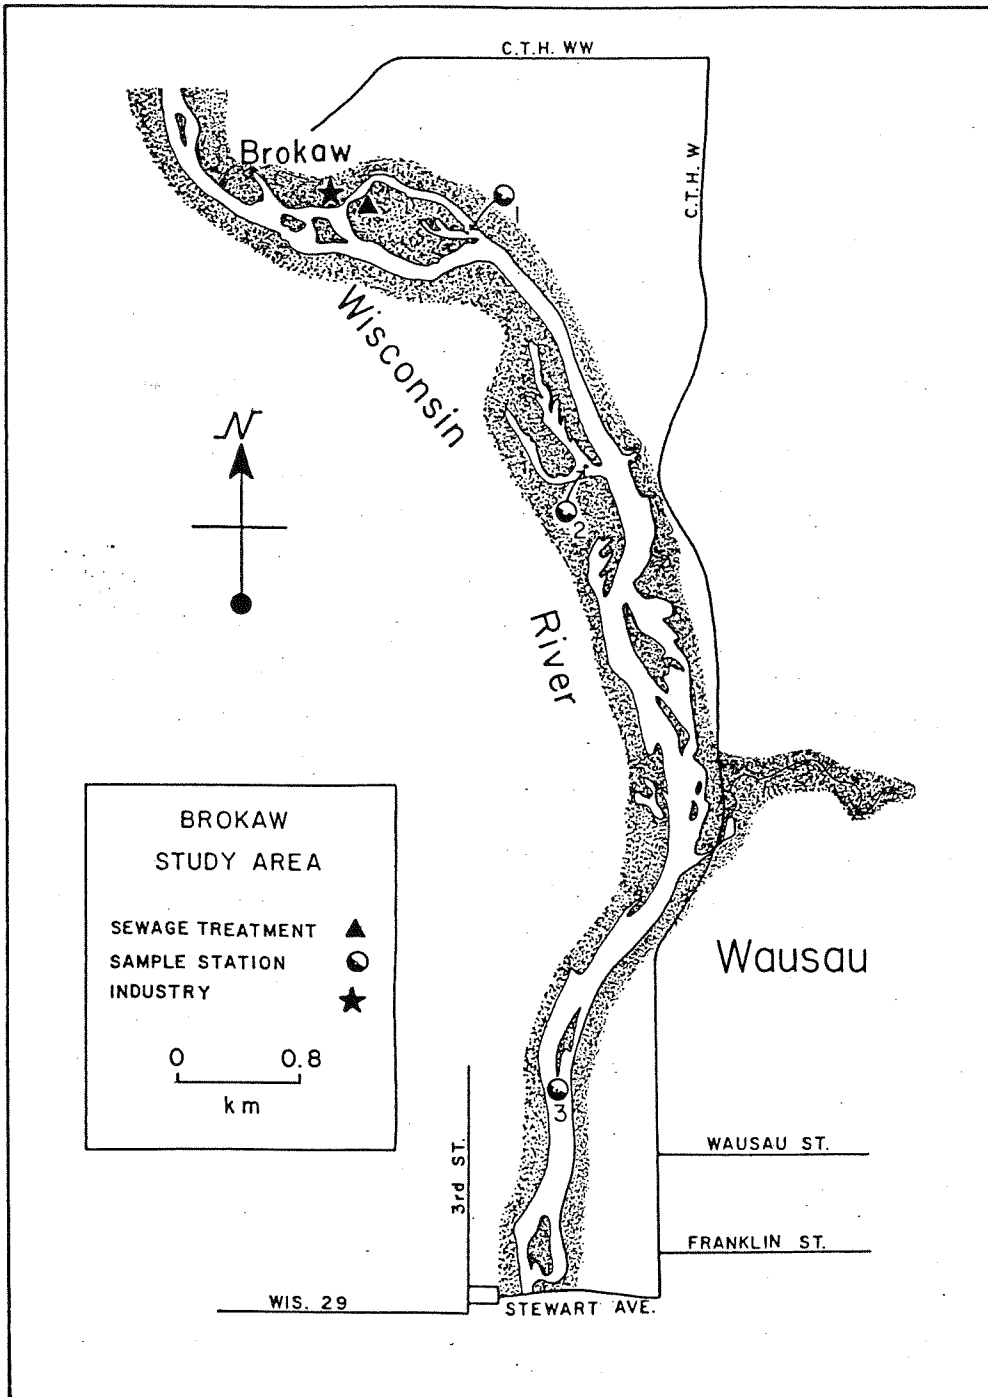 C.T.H. WW
Brokaw
1
C.T.H. W
Wisconsin
N
2
River
BROKAW
STUDY AREA
SEWAGE TREATMENT
SAMPLE STATION
INDUSTRY
0 0.8
km
Wausau
3
3rd ST.
WAUSAU ST.
FRANKLIN ST.
WIS. 29
STEWART AVE.